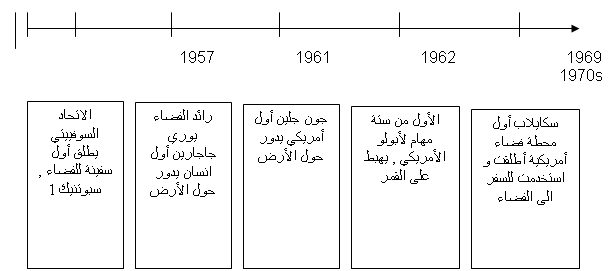 1957 1961 1962 1969
1970s
الاتحاد
السوفييتي
يطلق أول
سفينة للفضاء ,
سبوتنيك 1
رائد الفضاء
يوري
جاجارين أول
انسان يدور
حول الأرض
جون جلين أول
أمريكي يدور
حول الأرض
الأول من ستة
مهام لأبولو
الأمريكي , يهبط
على القمر
سكايلاب أول
محطة فضاء
أمريكية أطلقت و
استخدمت للسفر
الى الفضاء